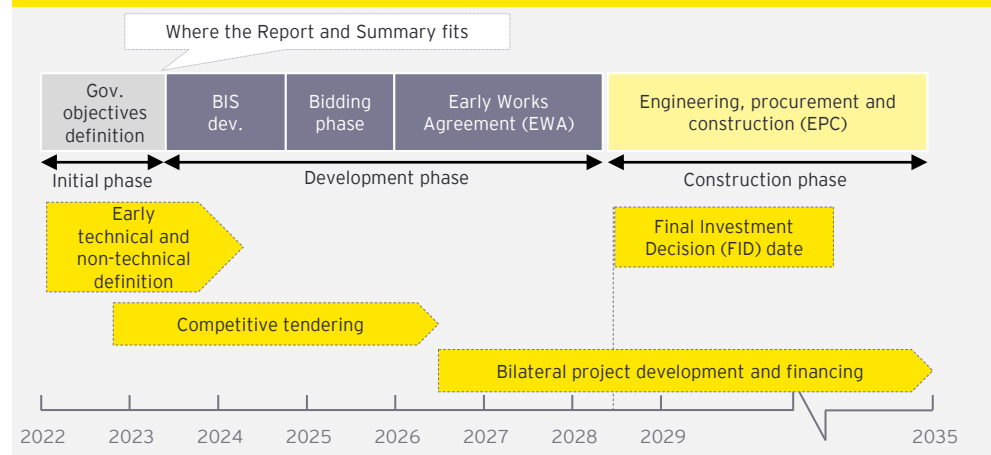 Where the Report and Summary fits
Gov.
objectives
definition
BIS
dev.
Bidding
phase
Early Works
Agreement (EWA)
Engineering, procurement and
construction (EPC)
Initial phase
Development phase
Construction phase
Early
technical and
non-technical
definition
Final Investment
Decision (FID) date
Competitive tendering
Bilateral project development and financing
2022
2023
2024
2025
2026
2027
2028
2029
2035